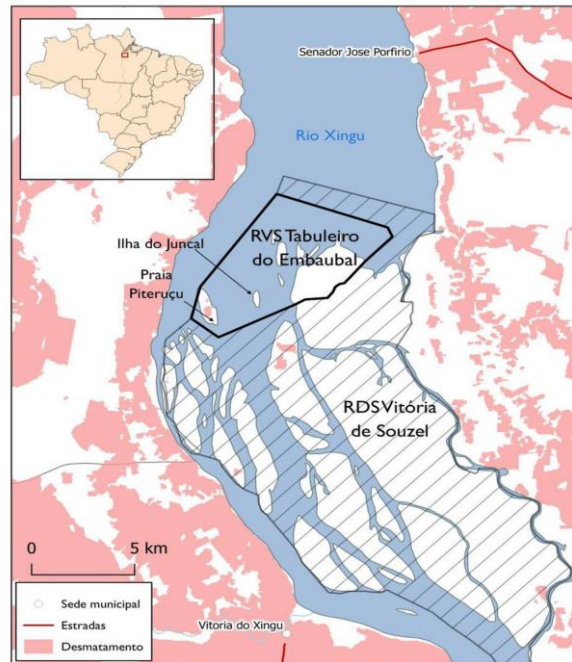 Senador Jose Porfirio
Rio Xingu
Ilha do Juncal
RVS Tabuleiro
do Embaubal
Praia
Piteruçu
RDS Vitória
de Souzel
0 5 km
Sede municipal
Estradas
Desmatamento
Vitoria do Xingu